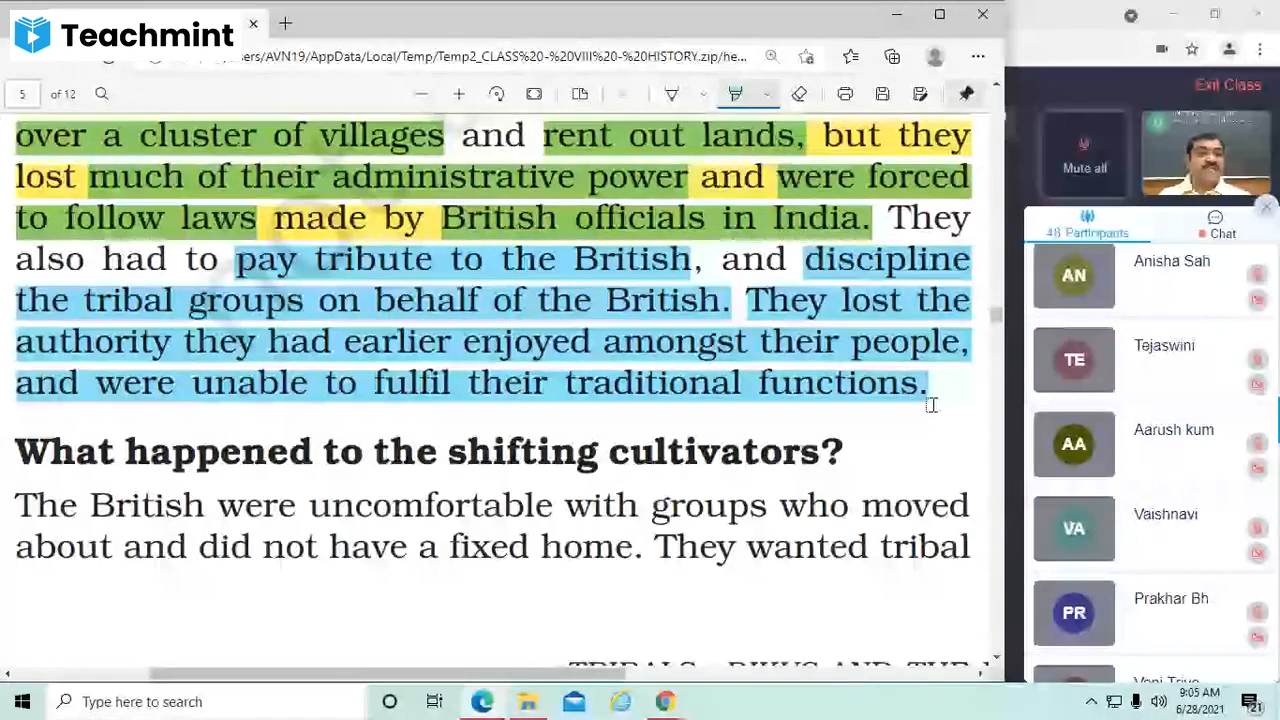 Teachmint
ers/AVN19/AppData/Local/Temp/Temp2_CLASS%20-%20VIII%20-%20HISTORY.zip/he...
Exit Class
5 of 12
over a cluster of villages and rent out lands, but they
lost much of their administrative power and were forced
to follow laws made by British officials in India. They
also had to pay tribute to the British, and discipline
the tribal groups on behalf of the British. They lost the
authority they had earlier enjoyed amongst their people,
and were unable to fulfil their traditional functions.
What happened to the shifting cultivators?
The British were uncomfortable with groups who moved
about and did not have a fixed home. They wanted tribal
Mute all
Participants
Chat
AN
Anisha Sah
TE
Tejaswini
AA
Aarush kum
VA
Vaishnavi
PR
Prakhar Bh
Type here to search
9:05 AM
6/28/2021
21